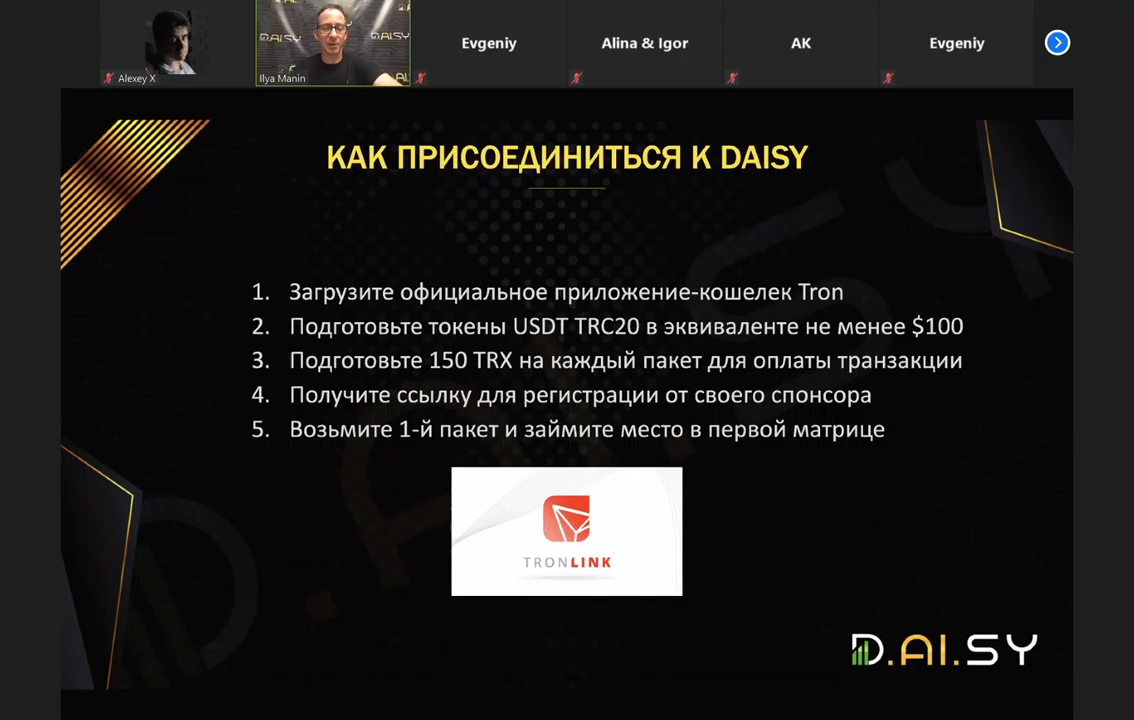 Alexey X
Ilya Manin
Evgeniy
Alina & Igor
AK
Evgeniy
КАК ПРИСОЕДИНИТЬСЯ К DAISY
1. Загрузите официальное приложение-кошелек Tron
2. Подготовьте токены USDT TRC20 в эквиваленте не менее $100
3. Подготовьте 150 TRX на каждый пакет для оплаты транзакции
4. Получите ссылку для регистрации от своего спонсора
5. Возьмите 1-й пакет и займите место в первой матрице
TRONLINK
D.AI.SY